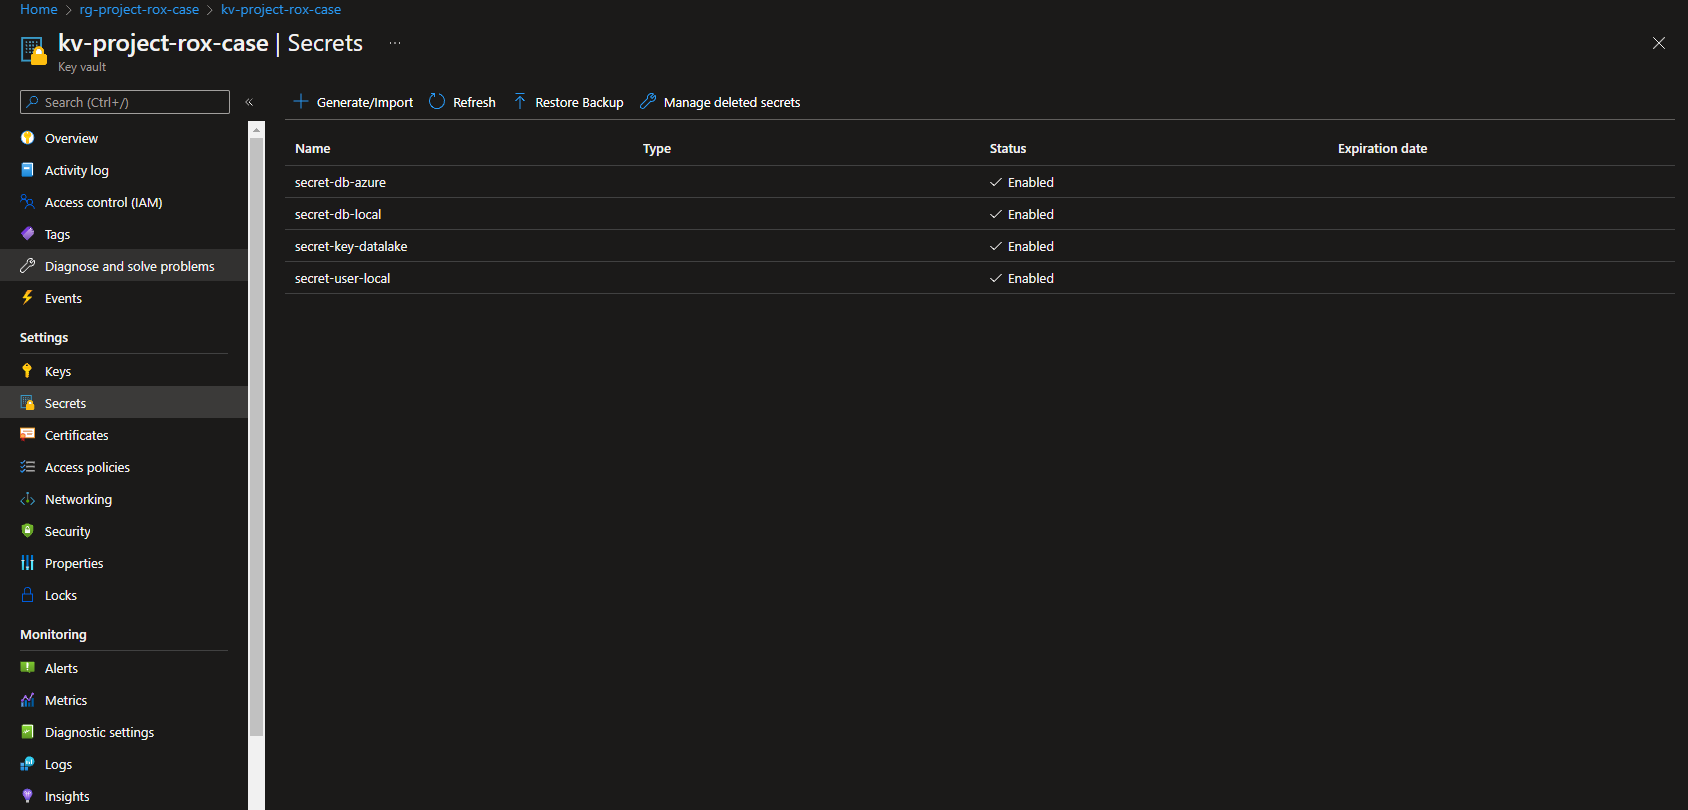 Home > rg-project-rox-case > kv-project-rox-case
kv-project-rox-case | Secrets ...
Key vault
Search (Ctrl+/) «
Overview
Activity log
Access control (IAM)
Tags
Diagnose and solve problems
Events
Settings
Keys
Secrets
Certificates
Access policies
Networking
Security
Properties
Locks
Monitoring
Alerts
Metrics
Diagnostic settings
Logs
Insights
Generate/Import Refresh Restore Backup Manage deleted secrets
Name Type Status Expiration date
secret-db-azure Enabled
secret-db-local Enabled
secret-key-datalake Enabled
secret-user-local Enabled